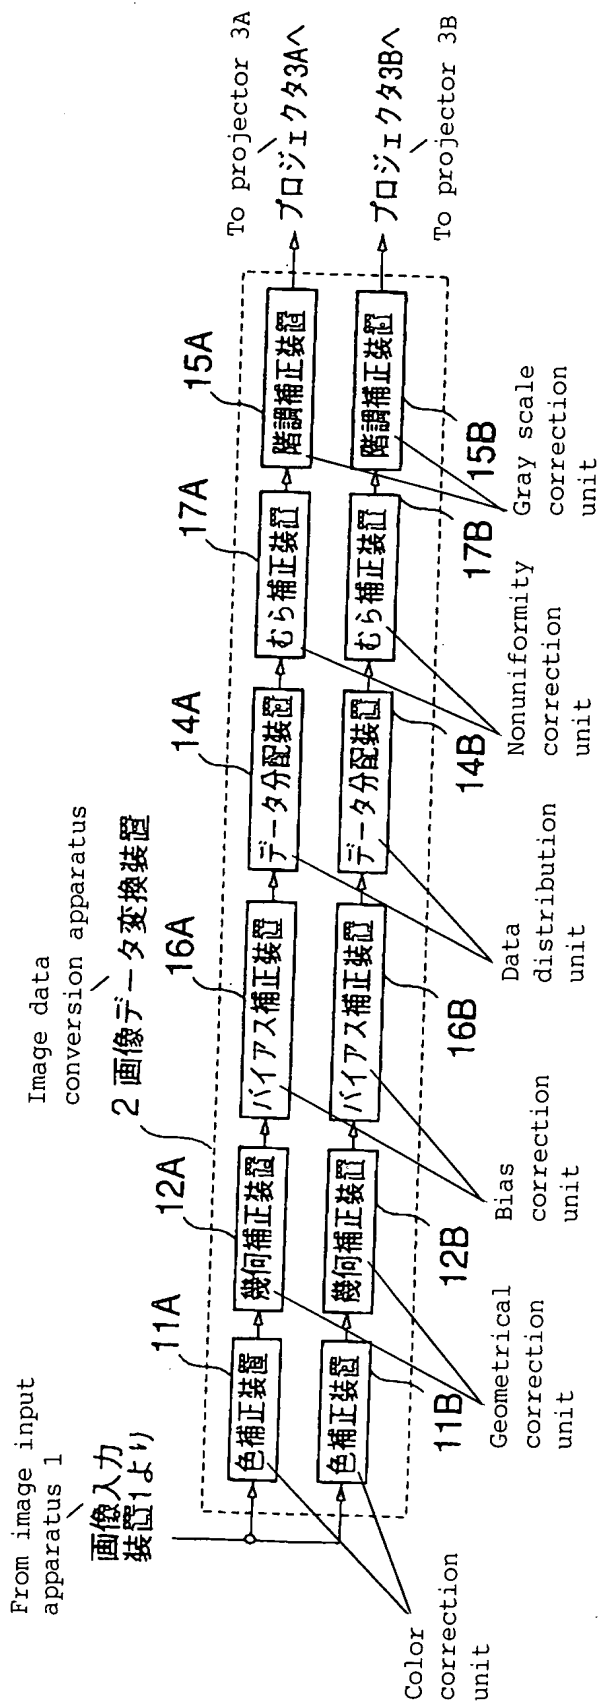 From image input
apparatus 1
画像入力
装置1より
Image data
conversion apparatus
2 画像データ変換装置
11A
12A
16A
14A
17A
15A
色補正装置
幾何補正装置
バイアス補正装置
データ分配装置
むら補正装置
階調補正装置
To projector 3A
プロジェクタ3Aへ
色補正装置
幾何補正装置
バイアス補正装置
データ分配装置
むら補正装置
階調補正装置
プロジェクタ3Bへ
To projector 3B
11B
12B
16B
14B
17B
15B
Color
correction
unit
Geometrical
correction
unit
Bias
correction
unit
Data
distribution
unit
Nonuniformity
correction
unit
Gray scale
correction
unit